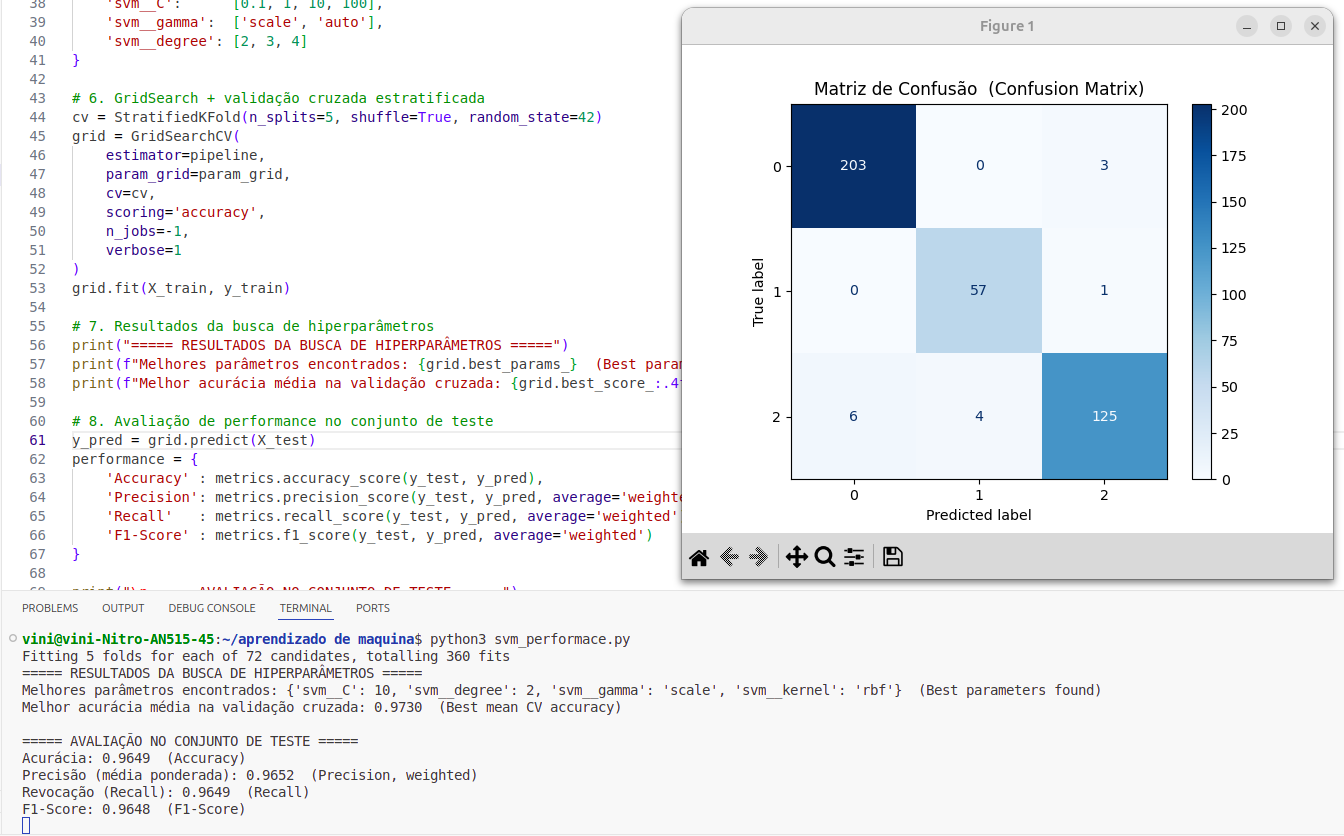 38 'svm__C': [0.1, 1, 10, 100],
39 'svm__gamma': ['scale', 'auto'],
40 'svm__degree': [2, 3, 4]
41 }
42
43 # 6. GridSearch + validação cruzada estratificada
44 cv = StratifiedKFold(n_splits=5, shuffle=True, random_state=42)
45 grid = GridSearchCV(
46 estimator=pipeline,
47 param_grid=param_grid,
48 cv=cv,
49 scoring='accuracy',
50 n_jobs=-1,
51 verbose=1
52 )
53 grid.fit(X_train, y_train)
54
55 # 7. Resultados da busca de hiperparâmetros
56 print("===== RESULTADOS DA BUSCA DE HIPERPARÂMETROS =====")
57 print(f"Melhores parâmetros encontrados: {grid.best_params_}  (Best paran
58 print(f"Melhor acurácia média na validação cruzada: {grid.best_score_:.4f
59
60 # 8. Avaliação de performance no conjunto de teste
61 y_pred = grid.predict(X_test)
62 performance = {
63 'Accuracy' : metrics.accuracy_score(y_test, y_pred),
64 'Precision': metrics.precision_score(y_test, y_pred, average='weighte
65 'Recall'   : metrics.recall_score(y_test, y_pred, average='weighted'
66 'F1-Score' : metrics.f1_score(y_test, y_pred, average='weighted')
67 }
68
Figure 1
Matriz de Confusão  (Confusion Matrix)
0 203 0 3
1 0 57 1
2 6 4 125
0 1 2
True label
Predicted label
200
175
150
125
100
75
50
25
0
PROBLEMS OUTPUT DEBUG CONSOLE TERMINAL PORTS
vini@vini-Nitro-AN515-45:~/aprendizado de maquina$ python3 svm_performace.py
Fitting 5 folds for each of 72 candidates, totalling 360 fits
===== RESULTADOS DA BUSCA DE HIPERPARÂMETROS =====
Melhores parâmetros encontrados: {'svm__C': 10, 'svm__degree': 2, 'svm__gamma': 'scale', 'svm__kernel': 'rbf'}  (Best parameters found)
Melhor acurácia média na validação cruzada: 0.9730  (Best mean CV accuracy)
===== AVALIAÇÃO NO CONJUNTO DE TESTE =====
Acurácia: 0.9649  (Accuracy)
Precisão (média ponderada): 0.9652  (Precision, weighted)
Revocação (Recall): 0.9649  (Recall)
F1-Score: 0.9648  (F1-Score)